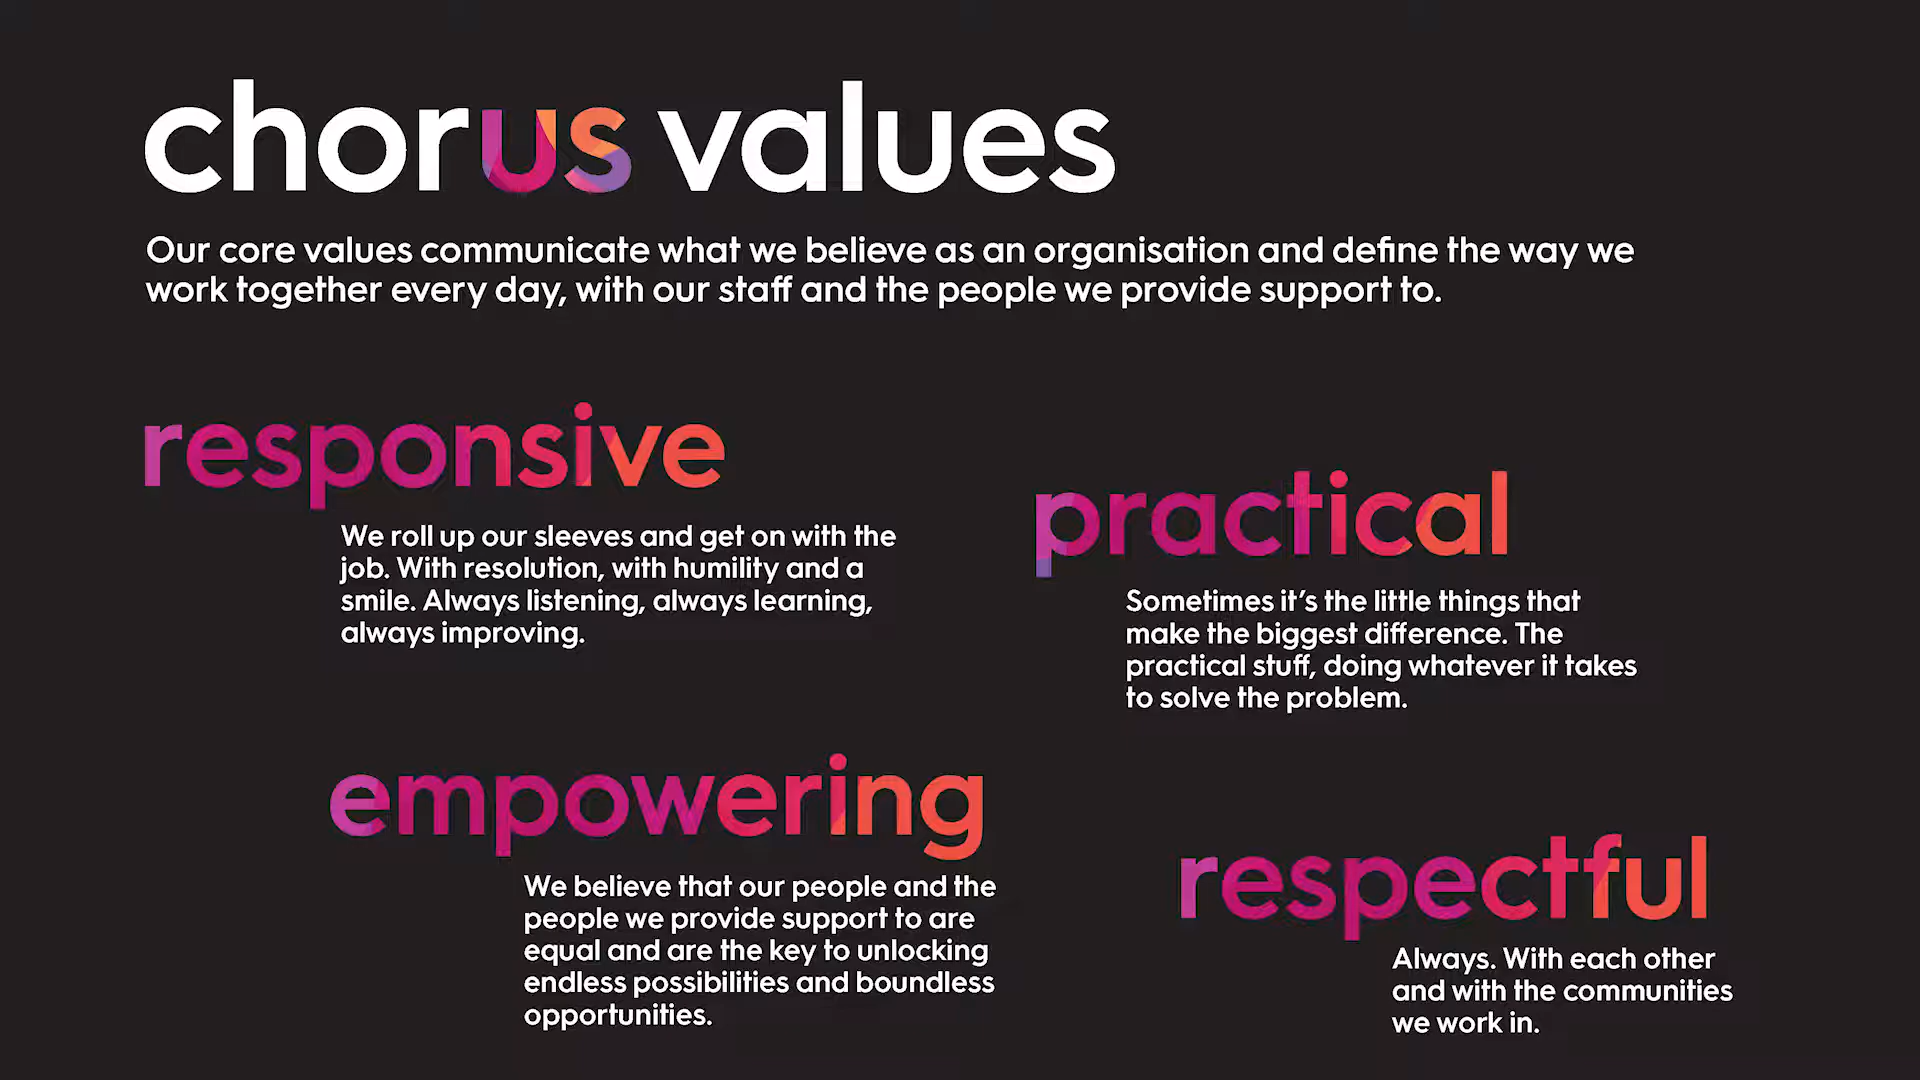 chorus values
Our core values communicate what we believe as an organisation and define the way we
work together every day, with our staff and the people we provide support to.
responsive
We roll up our sleeves and get on with the
job. With resolution, with humility and a
smile. Always listening, always learning,
always improving.
practical
Sometimes it's the little things that
make the biggest difference. The
practical stuff, doing whatever it takes
to solve the problem.
empowering
We believe that our people and the
people we provide support to are
equal and are the key to unlocking
endless possibilities and boundless
opportunities.
respectful
Always. With each other
and with the communities
we work in.